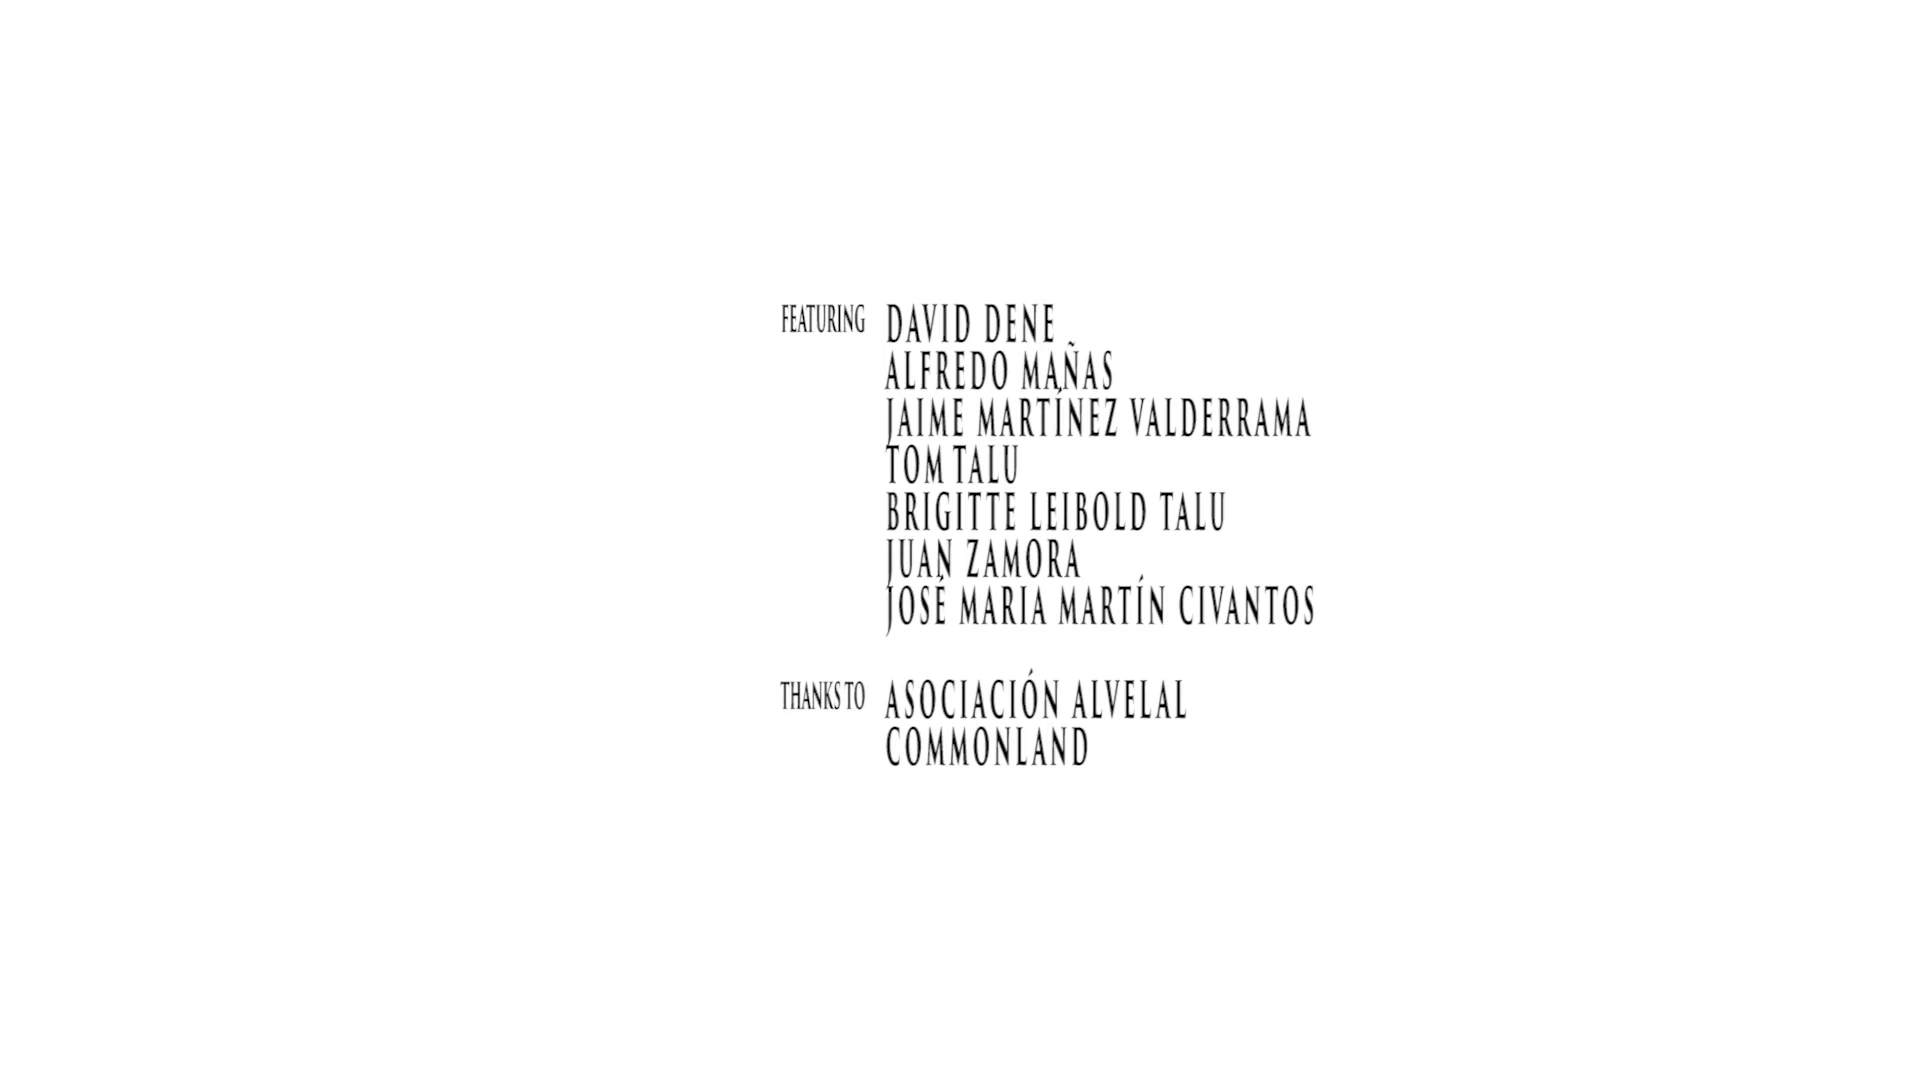 FEATURING DAVID DENE
ALFREDO MAÑAS
JAIME MARTÍNEZ VALDERRAMA
TOM TALU
BRIGITTE LEIBOLD TALU
JUAN ZAMORA
JOSÉ MARIA MARTÍN CIVANTOS
THANKS TO ASOCIACIÓN ALVELAL
COMMONLAND